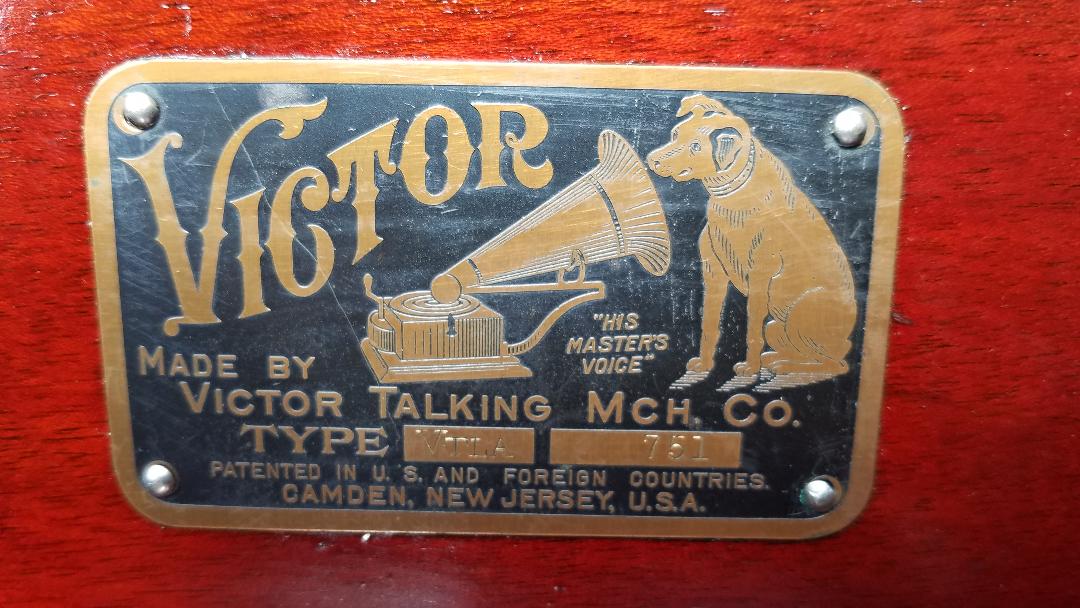 VICTOR
"HIS
MASTER'S
VOICE"
MADE BY
VICTOR TALKING MCH. CO.
TYPE VTLA 751
PATENTED IN U. S. AND FOREIGN COUNTRIES.
CAMDEN, NEW JERSEY, U.S.A.